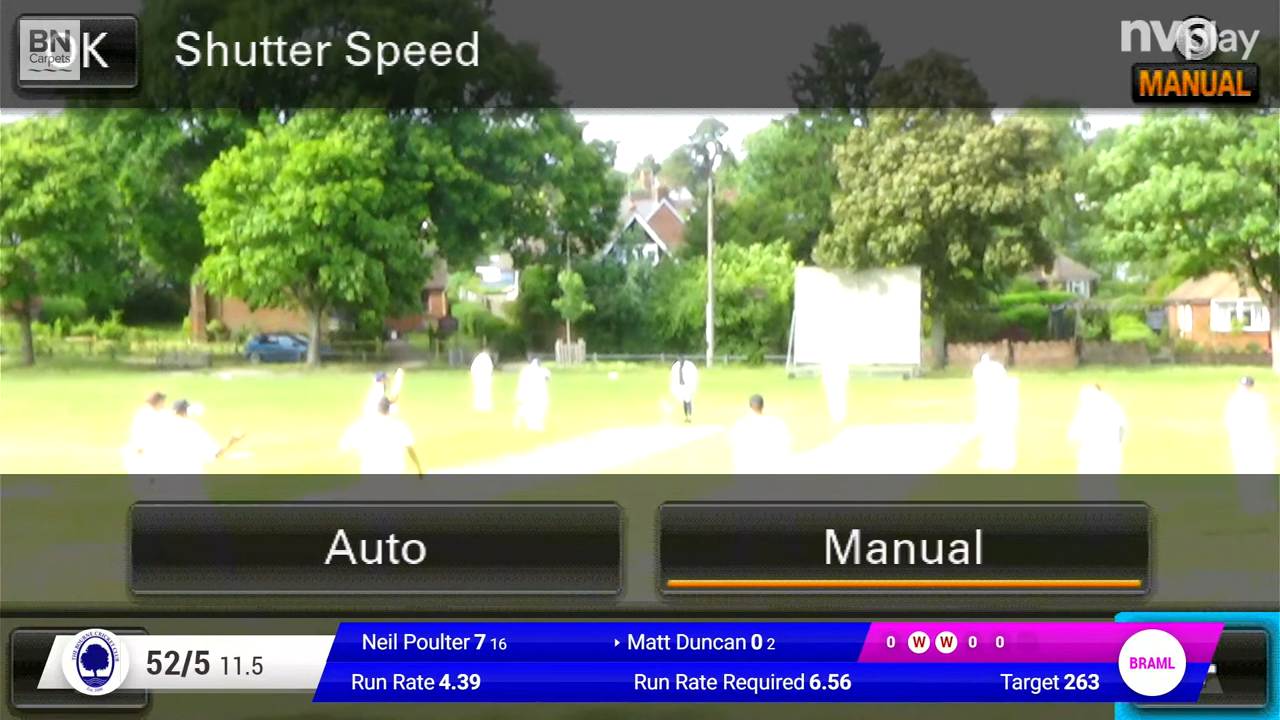 BN
Carpets
OK
Shutter Speed
nvplay
MANUAL
Auto
Manual
52/5 11.5
Neil Poulter 7 16
Matt Duncan 0 2
0 W W 0 0
Run Rate 4.39
Run Rate Required 6.56
Target 263
BRAML